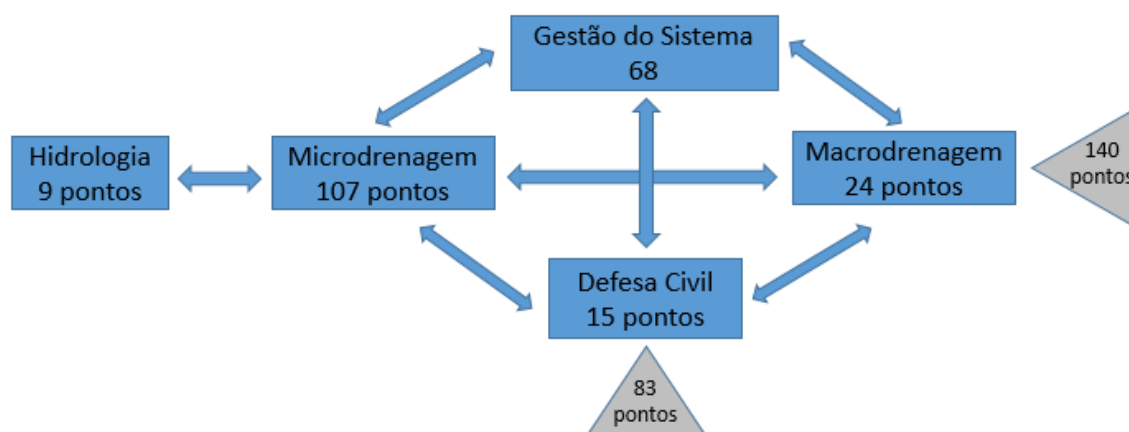 Gestão do Sistema
68
Hidrologia
9 pontos
Microdrenagem
107 pontos
Macrodrenagem
24 pontos
140
pontos
Defesa Civil
15 pontos
83
pontos